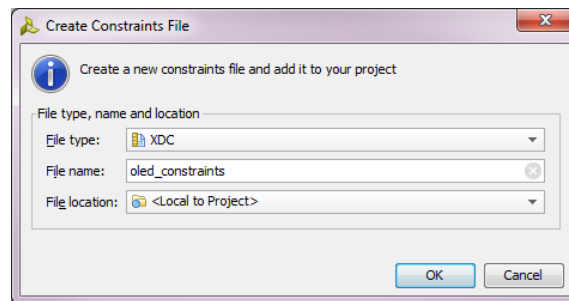 Create Constraints File
Create a new constraints file and add it to your project
File type, name and location
File type: XDC
File name: oled_constraints
File location: <Local to Project>
OK Cancel